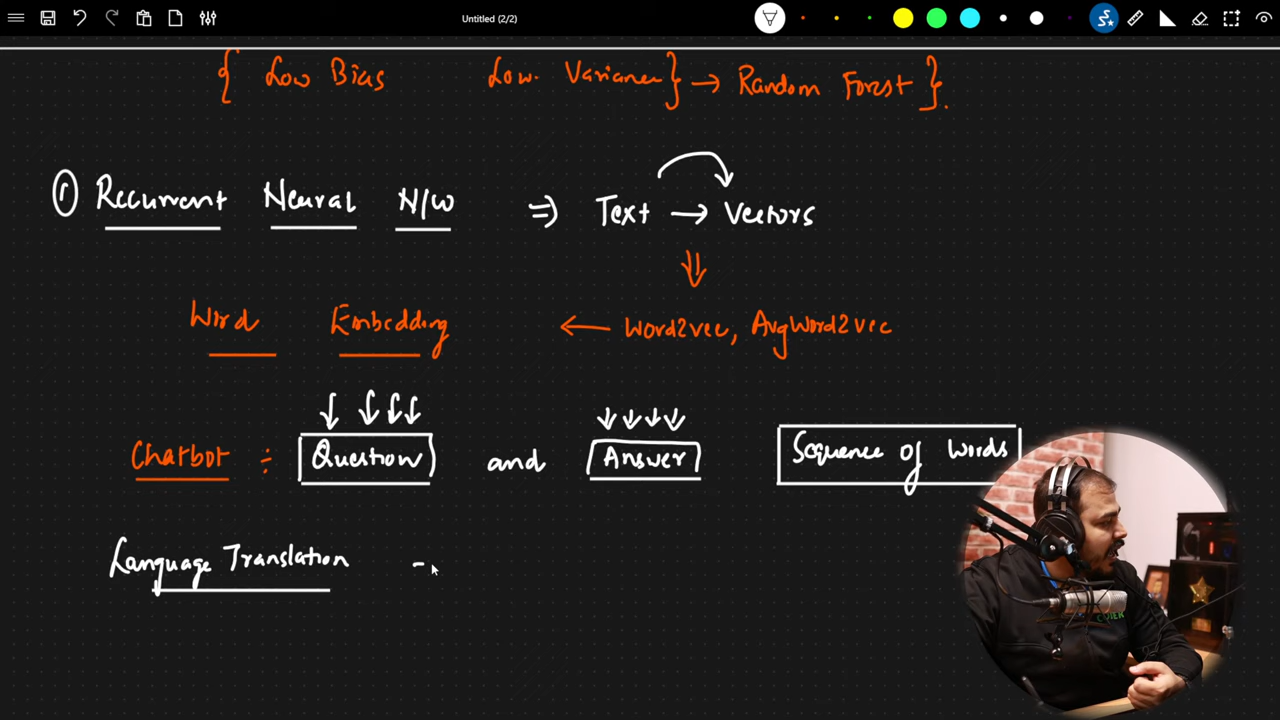 Untitled (2/2)
{ Low Bias Low Variance } → Random Forest }.
① Recurrent Neural N/W ⇒ Text → Vectors
Word Embedding ← Word2vec, AvgWord2vec
Chatbot ÷ Question and Answer Sequence of words
Language Translation -